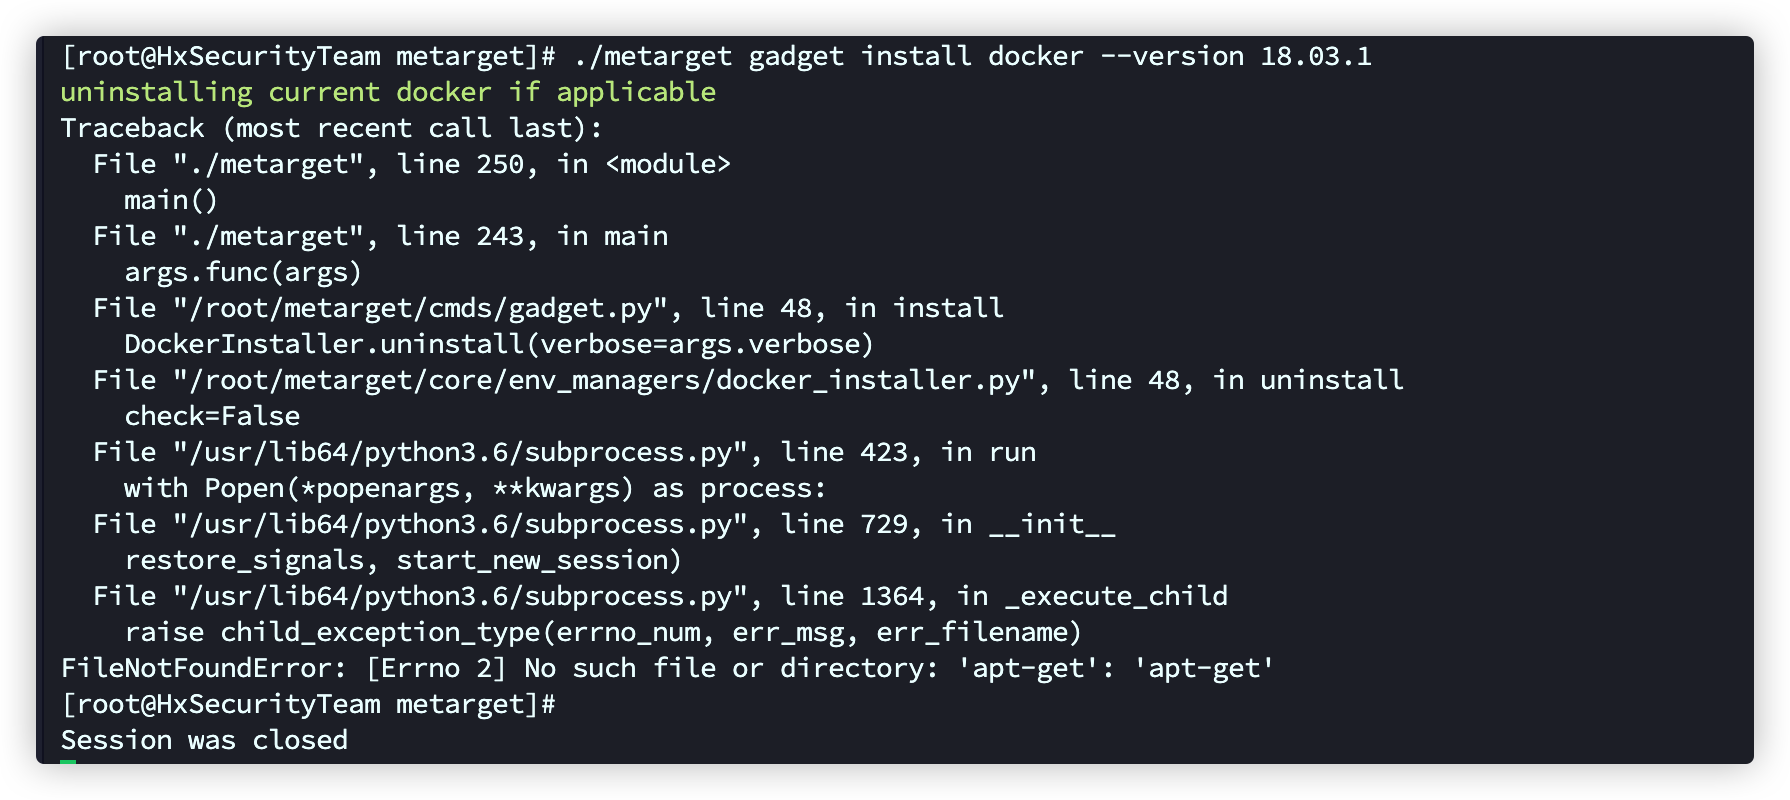 [root@HxSecurityTeam metarget]# ./metarget gadget install docker --version 18.03.1
uninstalling current docker if applicable
Traceback (most recent call last):
  File "./metarget", line 250, in <module>
    main()
  File "./metarget", line 243, in main
    args.func(args)
  File "/root/metarget/cmds/gadget.py", line 48, in install
    DockerInstaller.uninstall(verbose=args.verbose)
  File "/root/metarget/core/env_managers/docker_installer.py", line 48, in uninstall
    check=False
  File "/usr/lib64/python3.6/subprocess.py", line 423, in run
    with Popen(*popenargs, **kwargs) as process:
  File "/usr/lib64/python3.6/subprocess.py", line 729, in __init__
    restore_signals, start_new_session)
  File "/usr/lib64/python3.6/subprocess.py", line 1364, in _execute_child
    raise child_exception_type(errno_num, err_msg, err_filename)
FileNotFoundError: [Errno 2] No such file or directory: 'apt-get': 'apt-get'
[root@HxSecurityTeam metarget]#
Session was closed